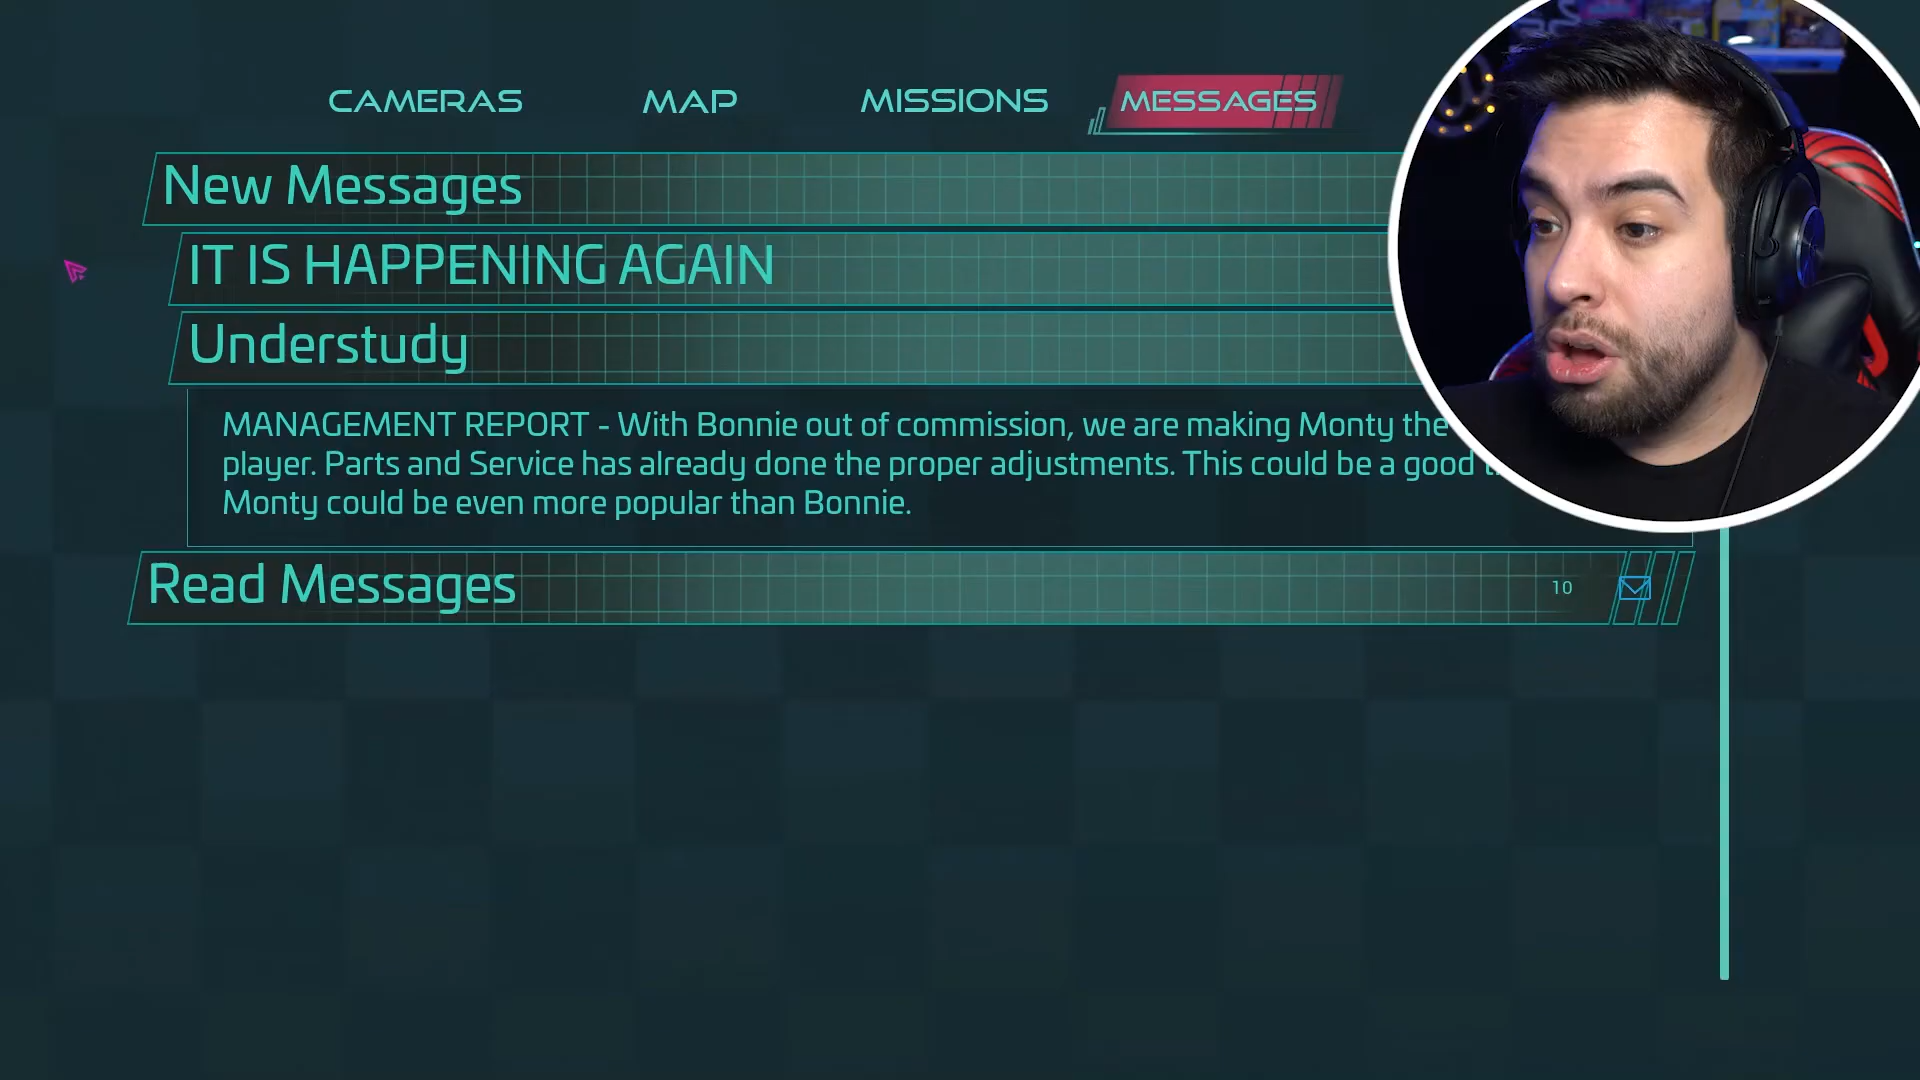 CAMERAS MAP MISSIONS MESSAGES
New Messages
IT IS HAPPENING AGAIN
Understudy
MANAGEMENT REPORT - With Bonnie out of commission, we are making Monty the
player. Parts and Service has already done the proper adjustments. This could be a good
Monty could be even more popular than Bonnie.
Read Messages 10